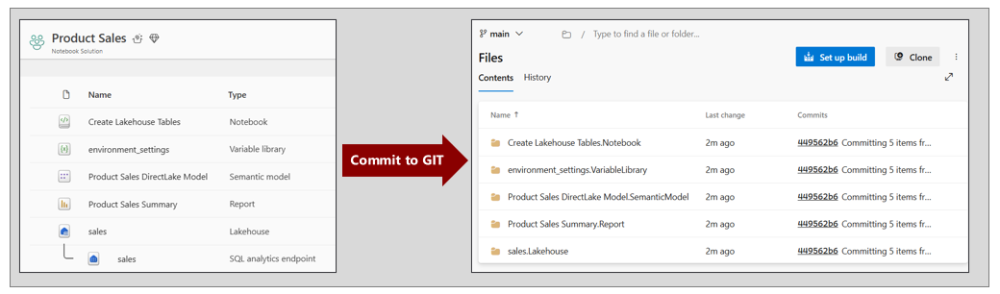 Product Sales
Notebook Solution
Name Type
Create Lakehouse Tables Notebook
environment_settings Variable library
Product Sales DirectLake Model Semantic model
Product Sales Summary Report
sales Lakehouse
sales SQL analytics endpoint
Commit to GIT
main / Type to find a file or folder...
Files Set up build Clone
Contents History
Name ↑ Last change Commits
Create Lakehouse Tables.Notebook 2m ago 449562b6 Committing 5 items fr...
environment_settings.VariableLibrary 2m ago 449562b6 Committing 5 items fr...
Product Sales DirectLake Model.SemanticModel 2m ago 449562b6 Committing 5 items fr...
Product Sales Summary.Report 2m ago 449562b6 Committing 5 items fr...
sales.Lakehouse 2m ago 449562b6 Committing 5 items fr...